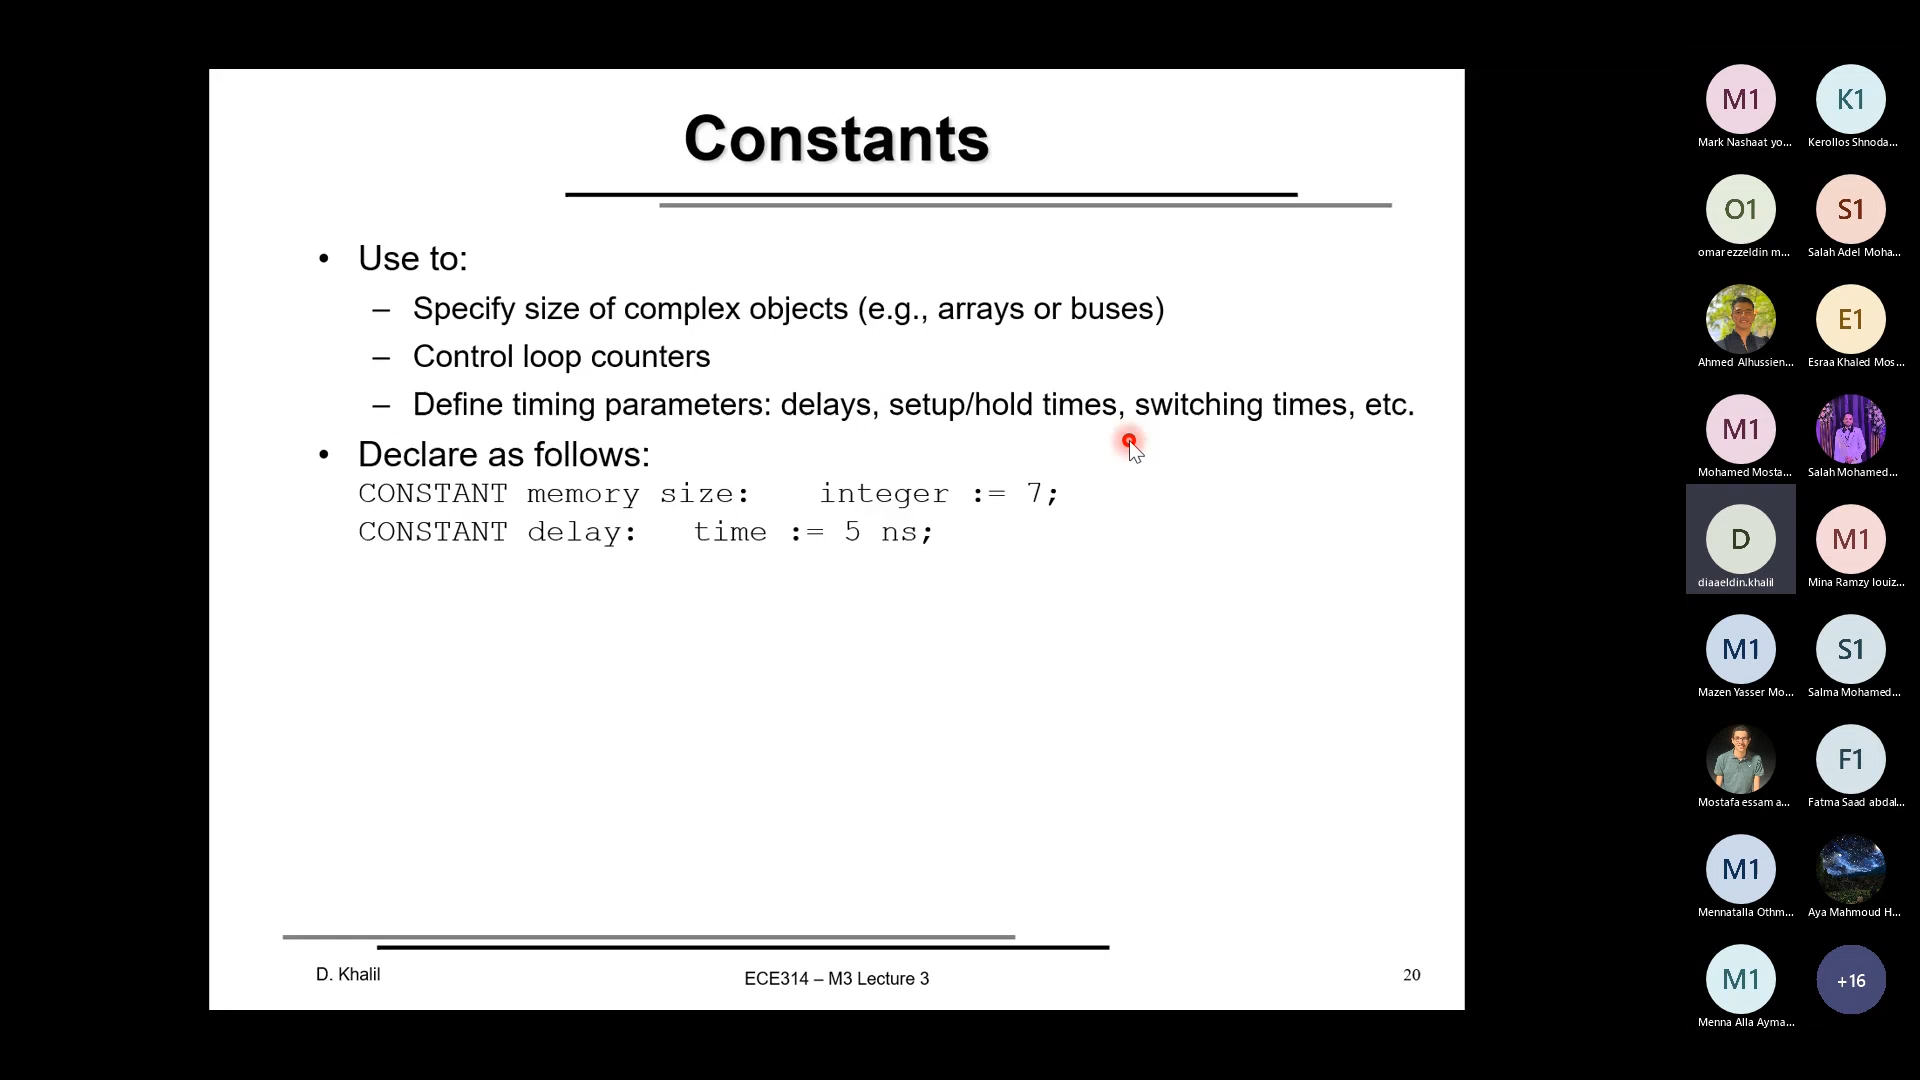 Constants
• Use to:
– Specify size of complex objects (e.g., arrays or buses)
– Control loop counters
– Define timing parameters: delays, setup/hold times, switching times, etc.
• Declare as follows:
CONSTANT memory size: integer := 7;
CONSTANT delay: time := 5 ns;
D. Khalil
ECE314 – M3 Lecture 3
20
M1
Mark Nashaat yo...
K1
Kerollos Shnoda...
O1
omar ezzeldin m...
S1
Salah Adel Moha...
Ahmed Alhussien...
E1
Esraa Khaled Mos...
M1
Mohamed Mosta...
Salah Mohamed...
D
diaaeldin.khalil
M1
Mina Ramzy louiz...
M1
Mazen Yasser Mo...
S1
Salma Mohamed...
Mostafa essam a...
F1
Fatma Saad abdal...
M1
Mennatalla Othm...
Aya Mahmoud H...
M1
Menna Alla Ayma...
+16